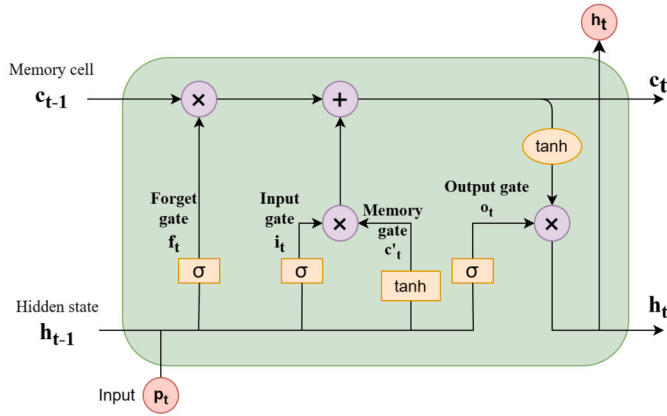 h_t
Memory cell
c_{t-1}
×
+
c_t
tanh
Forget
gate
f_t
Input
gate
i_t
×
Memory
gate
c'_t
Output gate
o_t
×
σ
σ
tanh
σ
Hidden state
h_{t-1}
h_t
Input
p_t